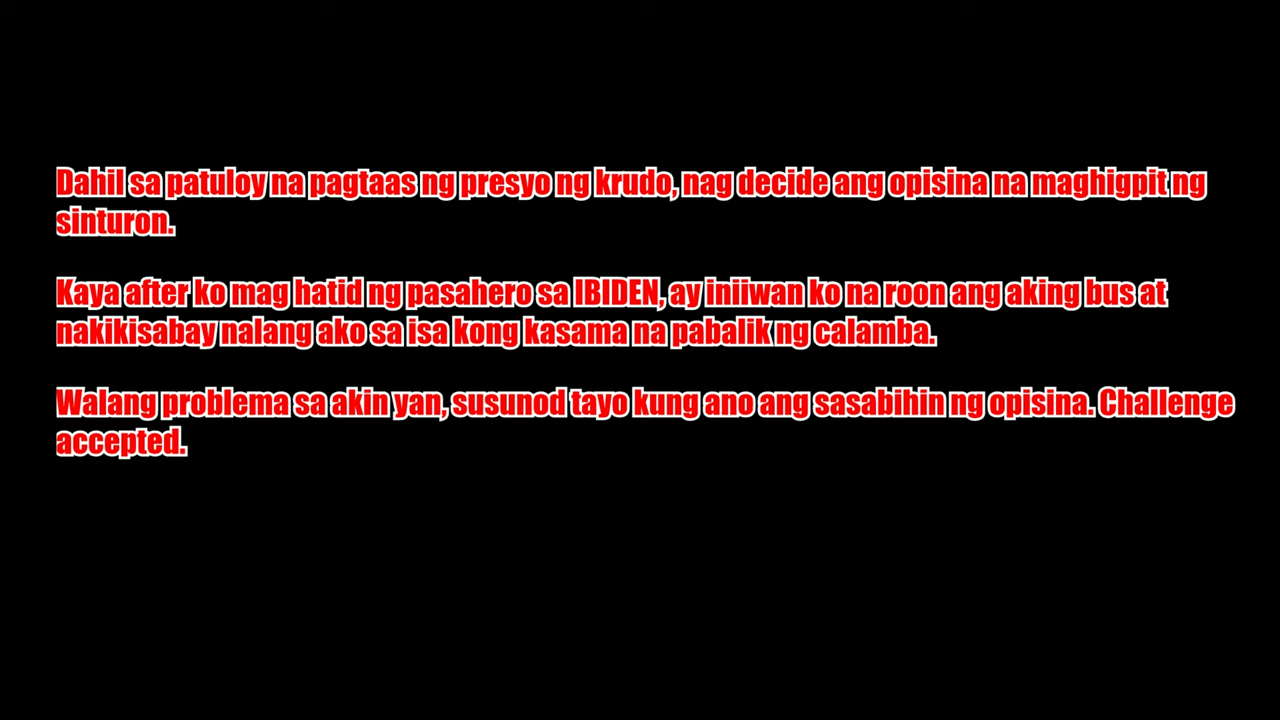 Dahil sa patuloy na pagtaas ng presyo ng krudo, nag decide ang opisina na maghigpit ng
sinturon.
Kaya after ko mag hatid ng pasahero sa IBIDEN, ay iniiwan ko na roon ang aking bus at
nakikisabay nalang ako sa isa kong kasama na pabalik ng calamba.
Walang problema sa akin yan, susunod tayo kung ano ang sasabihin ng opisina. Challenge
accepted.